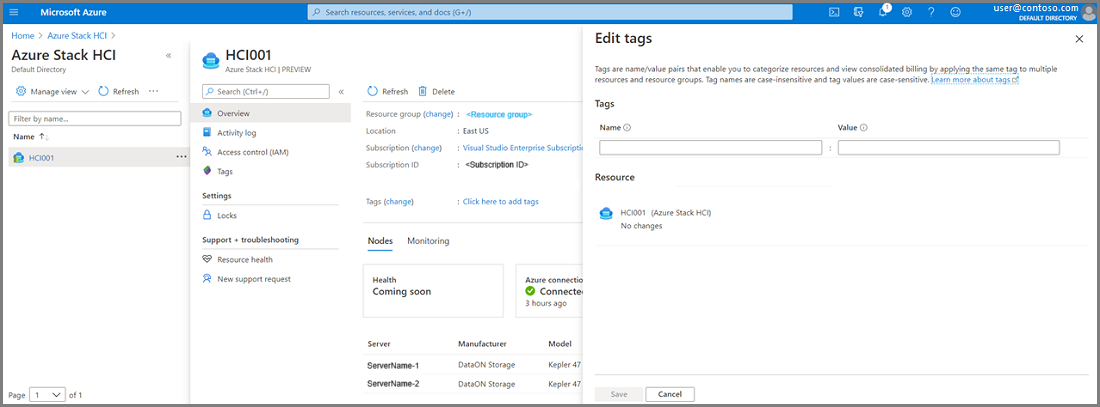 Microsoft Azure
Search resources, services, and docs (G+/)
1
user@contoso.com
DEFAULT DIRECTORY
Home > Azure Stack HCI >
Azure Stack HCI
Default Directory
«
Manage view
Refresh
...
Filter by name...
Name ↑↓
HCI001
...
Page 1 of 1
HCI001
Azure Stack HCI | PREVIEW
Search (Ctrl+/)
«
Overview
Activity log
Access control (IAM)
Tags
Settings
Locks
Support + troubleshooting
Resource health
New support request
Refresh
Delete
Resource group (change) : <Resource group>
Location : East US
Subscription (change) : Visual Studio Enterprise Subscriptio
Subscription ID : <Subscription ID>
Tags (change) : Click here to add tags
Nodes
Monitoring
Health
Coming soon
Azure connection
Connected
3 hours ago
Server Manufacturer Model
ServerName-1 DataON Storage Kepler 47
ServerName-2 DataON Storage Kepler 47
Edit tags
Tags are name/value pairs that enable you to categorize resources and view consolidated billing by applying the same tag to multiple
resources and resource groups. Tag names are case-insensitive and tag values are case-sensitive. Learn more about tags
Tags
Name
Value
:
Resource
HCI001 (Azure Stack HCI)
No changes
Save
Cancel